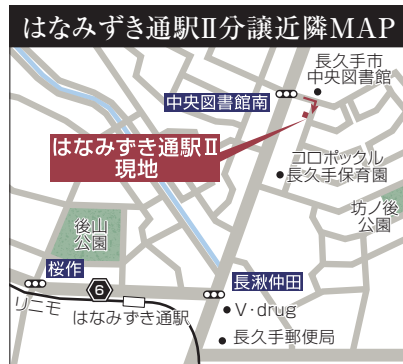 はなみずき通駅Ⅱ分譲近隣MAP
長久手市
中央図書館
中央図書館南
はなみずき通駅Ⅱ
現地
コロポックル
長久手保育園
坊ノ後
公園
後山
公園
桜作
6
長湫仲田
リニモ
はなみずき通駅
V・drug
長久手郵便局